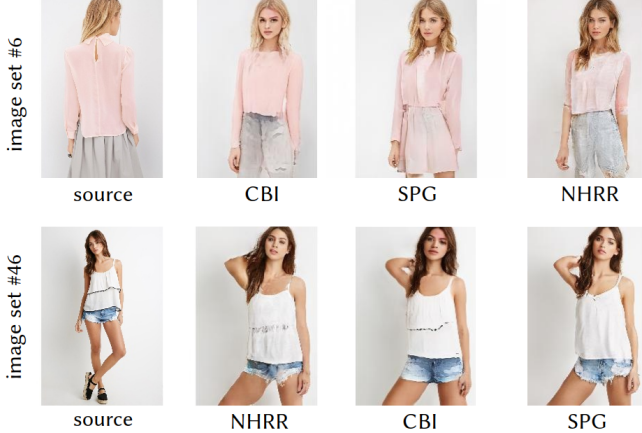 image set #6
source
CBI
SPG
NHRR
image set #46
source
NHRR
CBI
SPG